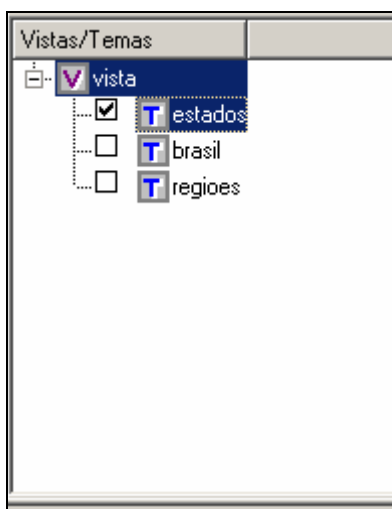 Vistas/Temas
V vista
T estados
T brasil
T regioes